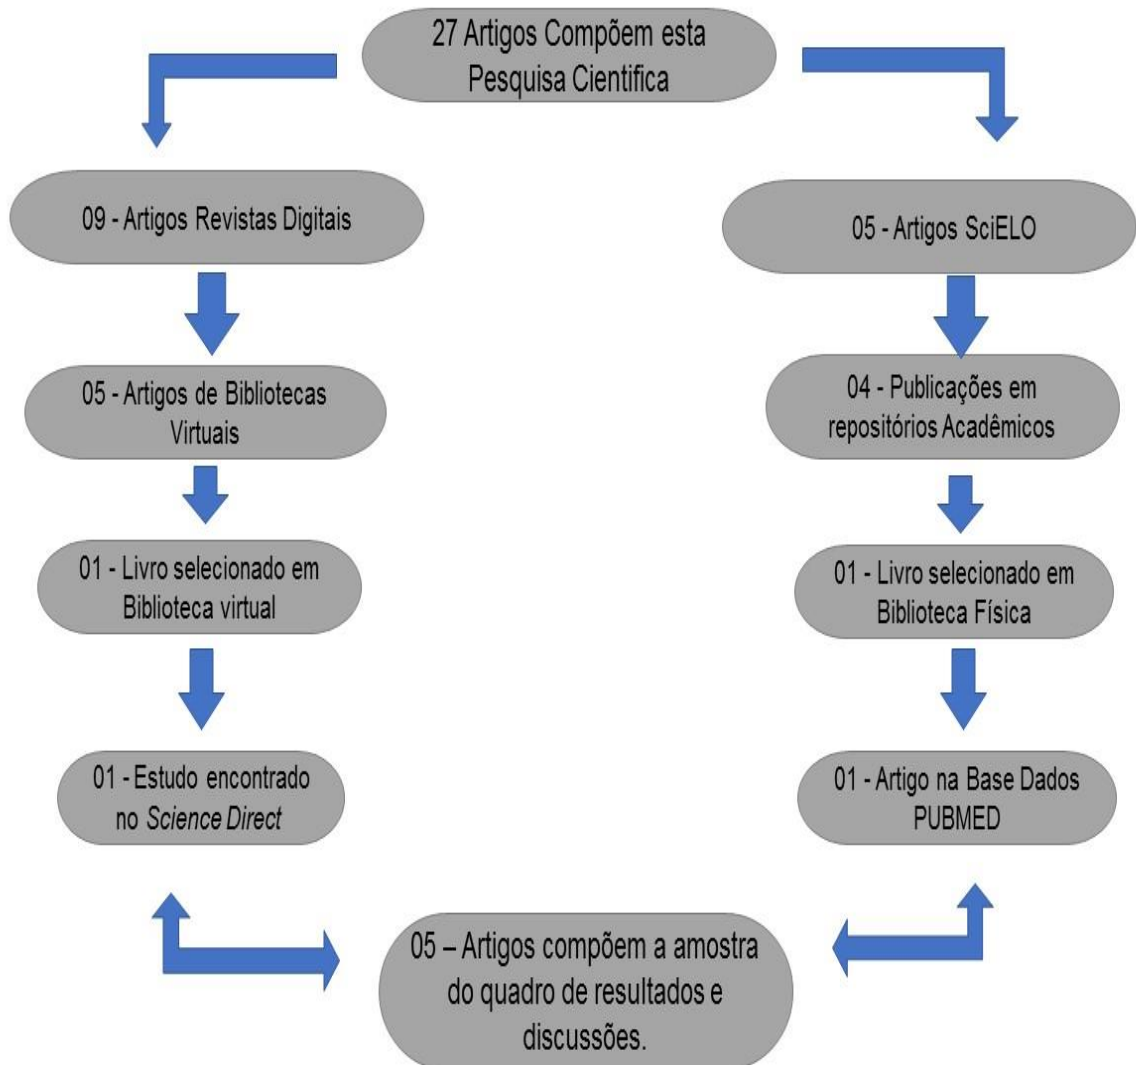 27 Artigos Compõem esta
Pesquisa Cientifica
09 - Artigos Revistas Digitais
05 - Artigos SciELO
05 - Artigos de Bibliotecas
Virtuais
04 - Publicações em
repositórios Acadêmicos
01 - Livro selecionado em
Biblioteca virtual
01 - Livro selecionado em
Biblioteca Física
01 - Estudo encontrado
no Science Direct
01 - Artigo na Base Dados
PUBMED
05 – Artigos compõem a amostra
do quadro de resultados e
discussões.